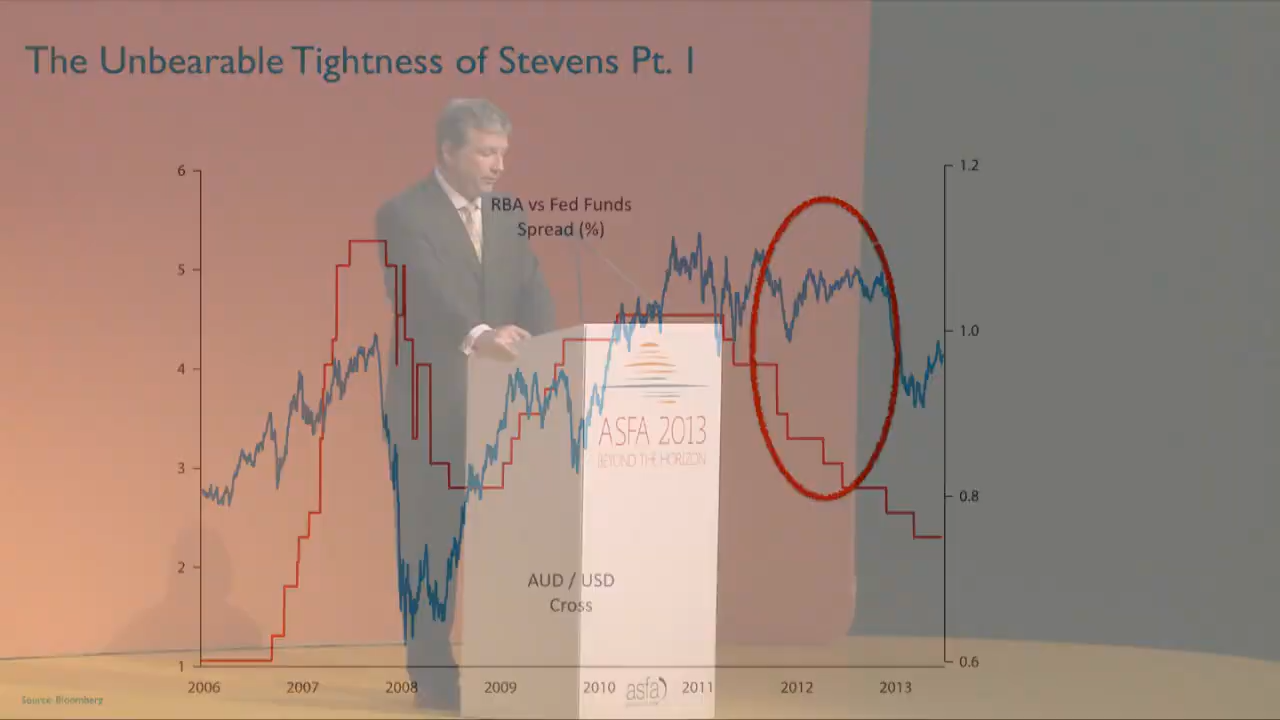 The Unbearable Tightness of Stevens Pt. 1
6
5
4
3
2
1
RBA vs Fed Funds
Spread (%)
1.2
1.0
0.8
0.6
ASFA 2013
BEYOND THE HORIZON
AUD / USD
Cross
2006 2007 2008 2009 2010 2011 2012 2013
asfa
Source: Bloomberg